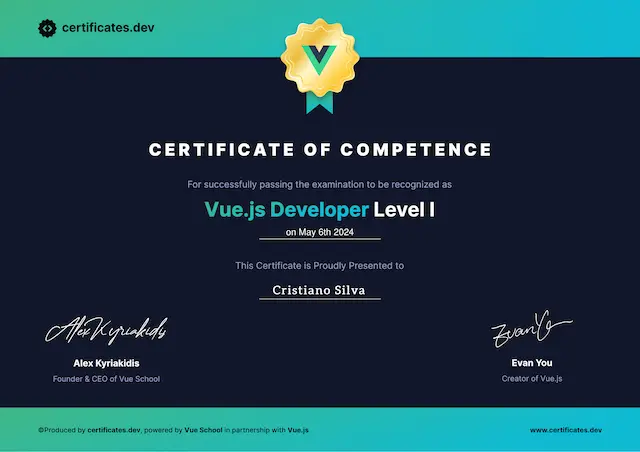 certificates.dev
CERTIFICATE OF COMPETENCE
For successfully passing the examination to be recognized as
Vue.js Developer Level I
on May 6th 2024
This Certificate is Proudly Presented to
Cristiano Silva
Alex Kyriakidis
Alex Kyriakidis
Founder & CEO of Vue School
Evan You
Evan You
Creator of Vue.js
©Produced by certificates.dev, powered by Vue School in partnership with Vue.js
www.certificates.dev